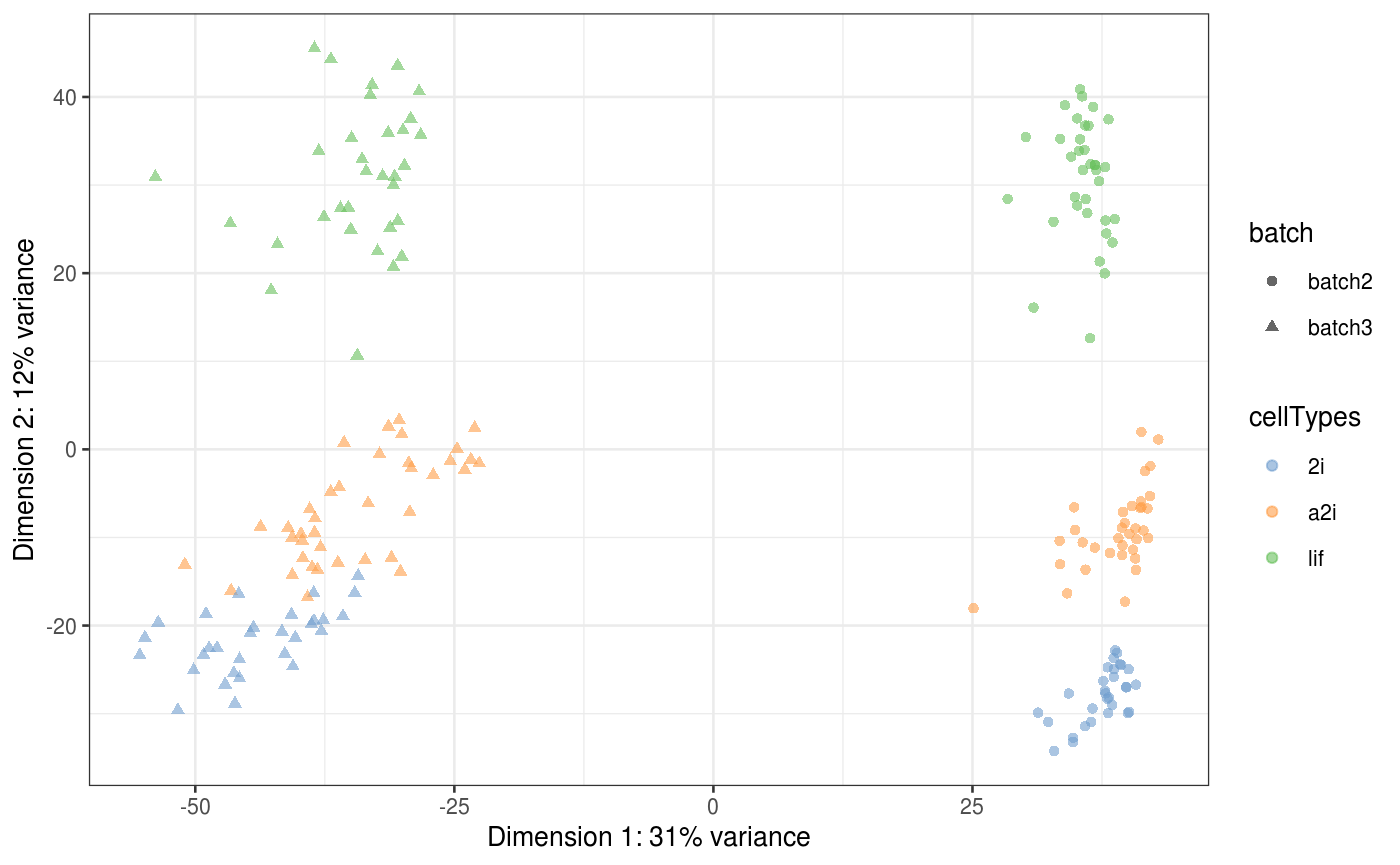 40
20
0
-20
-50
-25
0
25
Dimension 1: 31% variance
Dimension 2: 12% variance
batch
batch2
batch3
cellTypes
2i
a2i
lif